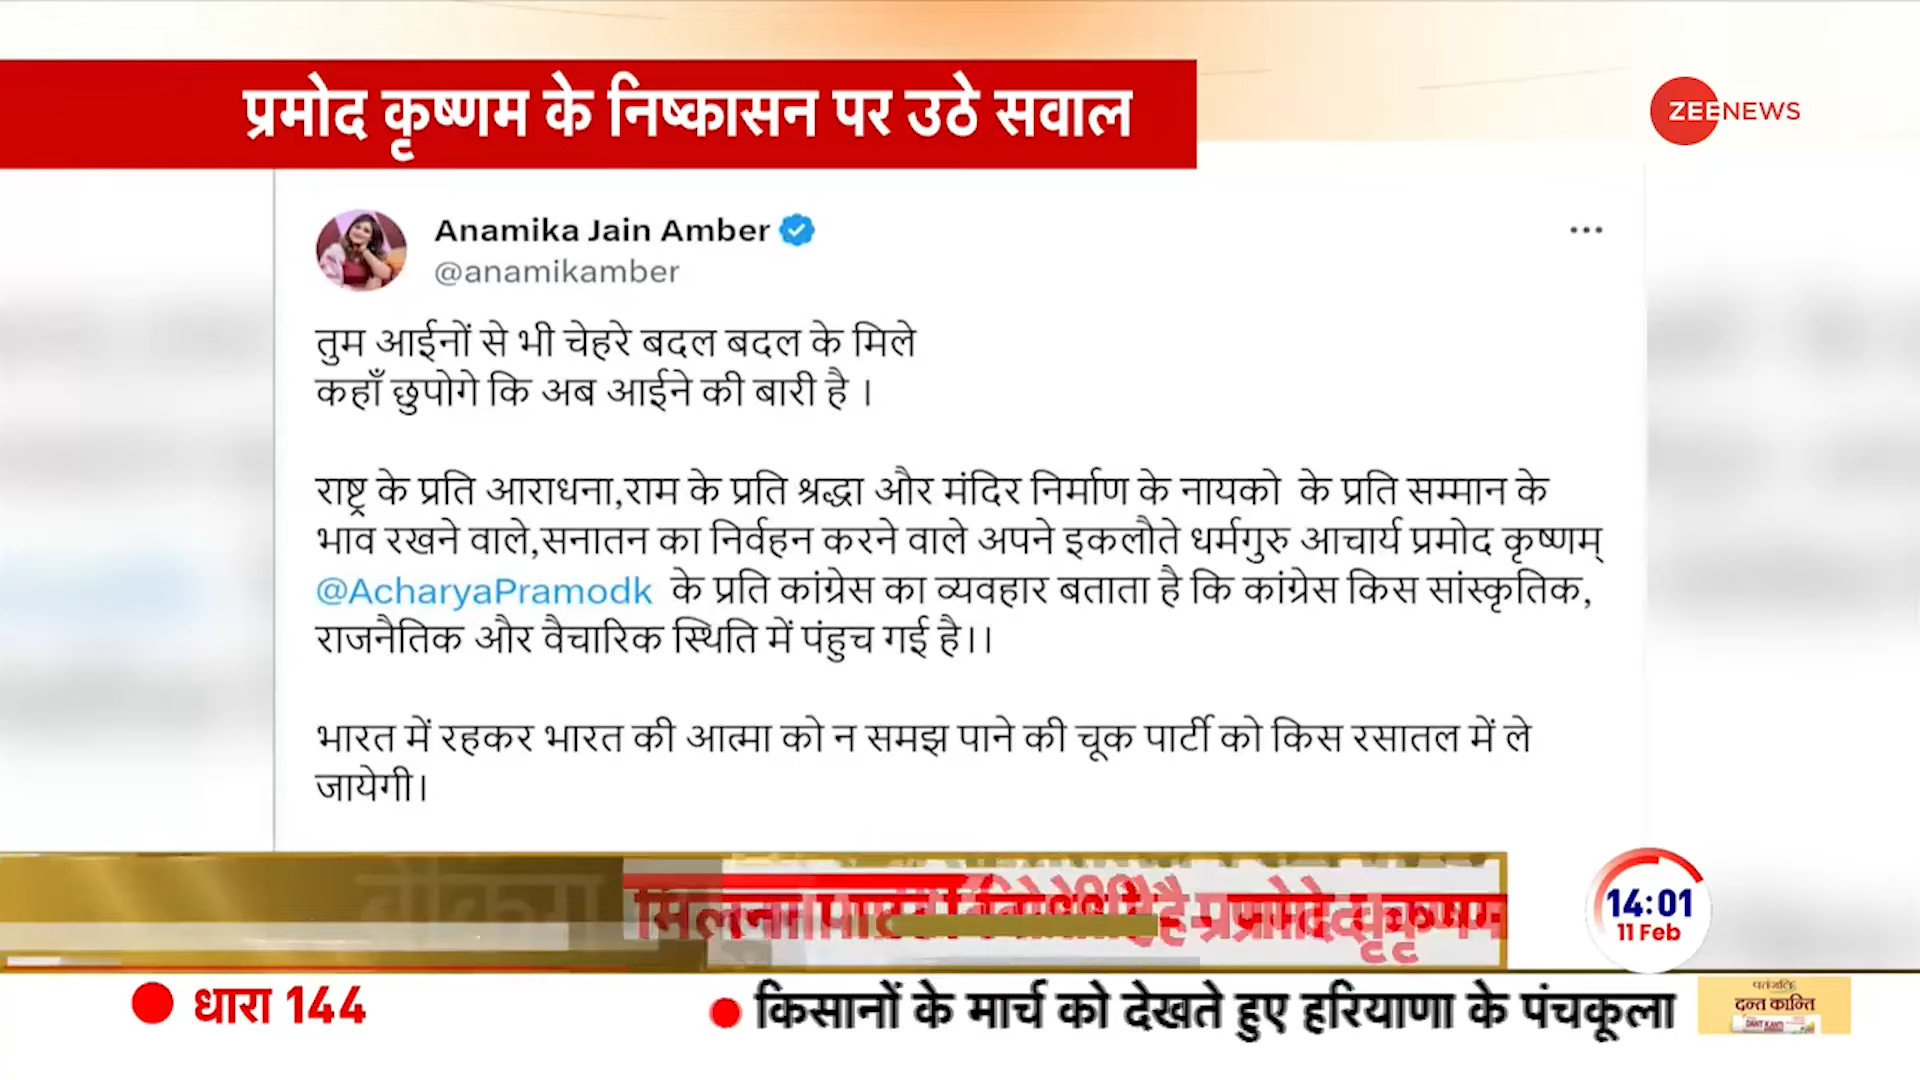 प्रमोद कृष्णम के निष्कासन पर उठे सवाल
ZEENEWS
Anamika Jain Amber
@anamikamber
तुम आईनों से भी चेहरे बदल बदल के मिले
कहाँ छुपोगे कि अब आईने की बारी है ।
राष्ट्र के प्रति आराधना,राम के प्रति श्रद्धा और मंदिर निर्माण के नायको के प्रति सम्मान के
भाव रखने वाले,सनातन का निर्वहन करने वाले अपने इकलौते धर्मगुरु आचार्य प्रमोद कृष्णम्
@AcharyaPramodk के प्रति कांग्रेस का व्यवहार बताता है कि कांग्रेस किस सांस्कृतिक,
राजनैतिक और वैचारिक स्थिति में पंहुच गई है।।
भारत में रहकर भारत की आत्मा को न समझ पाने की चूक पार्टी को किस रसातल में ले
जायेगी।
14:01
11 Feb
धारा 144
किसानों के मार्च को देखते हुए हरियाणा के पंचकूला
पतंजलि
दन्त कान्ति
DANT KANTI